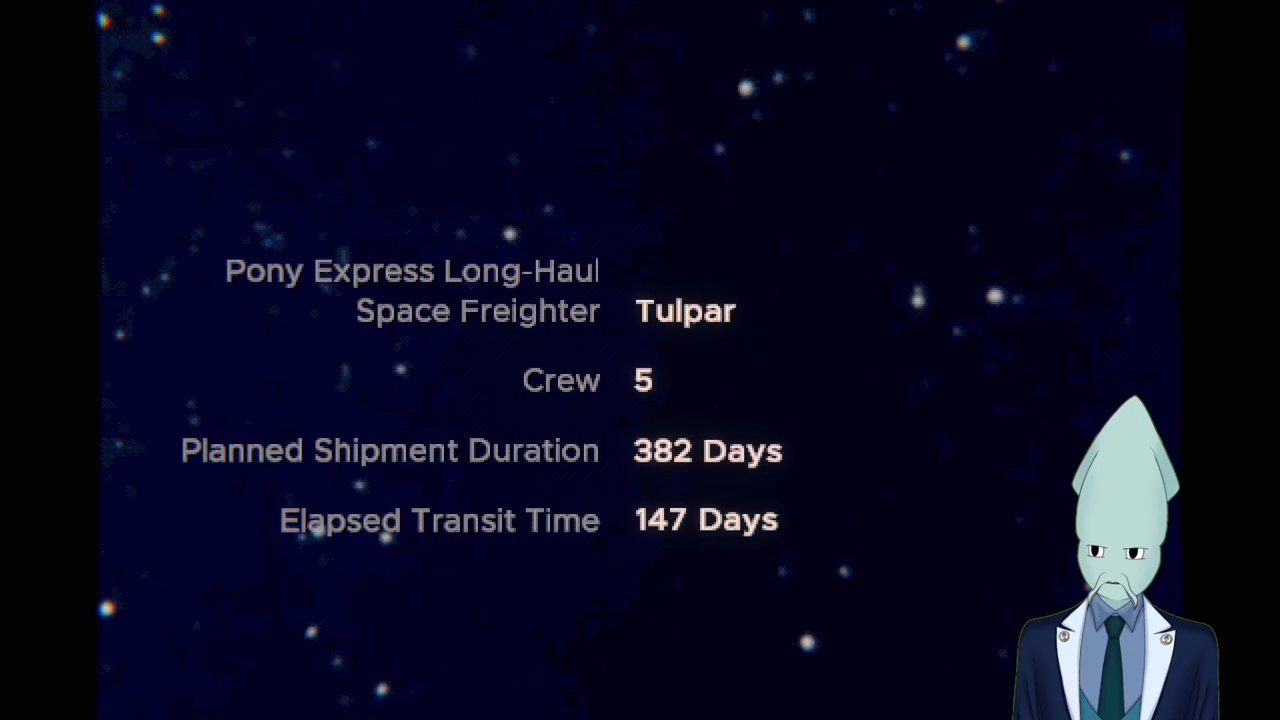 Pony Express Long-Haul
Space Freighter Tulpar
Crew 5
Planned Shipment Duration 382 Days
Elapsed Transit Time 147 Days